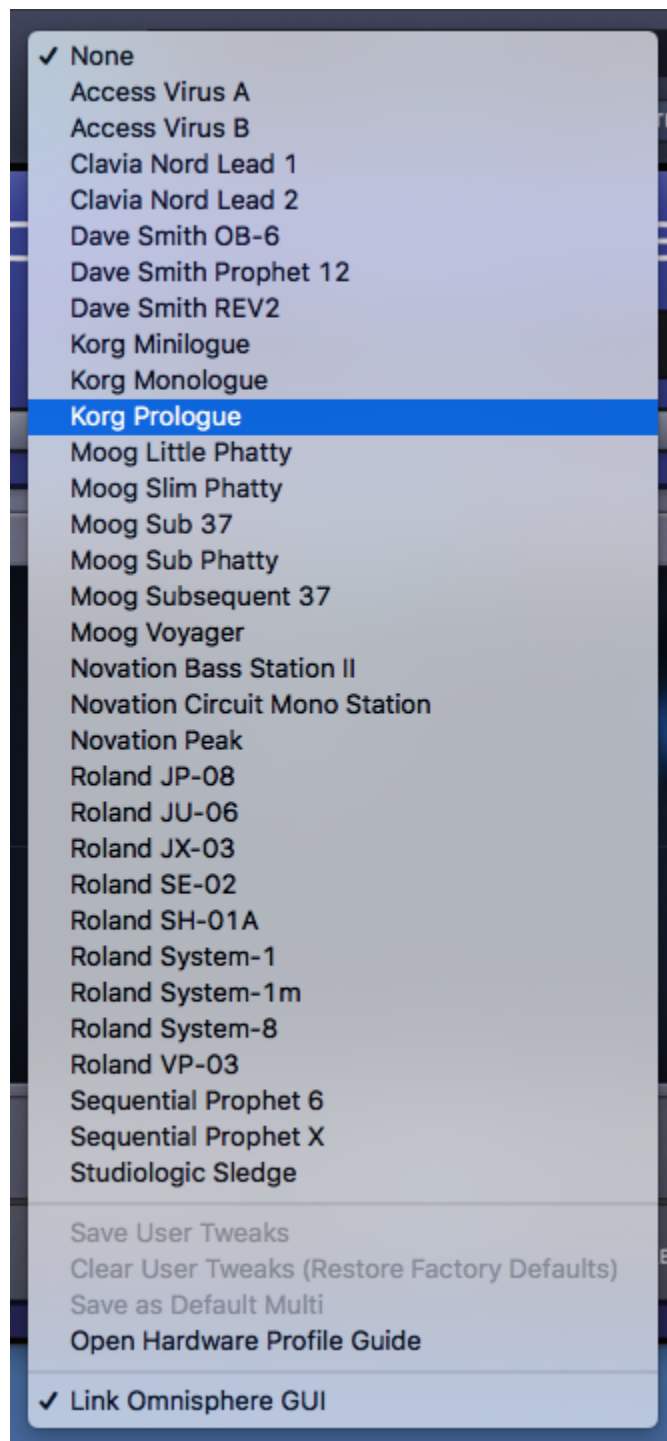 ✓ None
Access Virus A
Access Virus B
Clavia Nord Lead 1
Clavia Nord Lead 2
Dave Smith OB-6
Dave Smith Prophet 12
Dave Smith REV2
Korg Minilogue
Korg Monologue
Korg Prologue
Moog Little Phatty
Moog Slim Phatty
Moog Sub 37
Moog Sub Phatty
Moog Subsequent 37
Moog Voyager
Novation Bass Station II
Novation Circuit Mono Station
Novation Peak
Roland JP-08
Roland JU-06
Roland JX-03
Roland SE-02
Roland SH-01A
Roland System-1
Roland System-1m
Roland System-8
Roland VP-03
Sequential Prophet 6
Sequential Prophet X
Studiologic Sledge
Save User Tweaks
Clear User Tweaks (Restore Factory Defaults)
Save as Default Multi
Open Hardware Profile Guide
✓ Link Omnisphere GUI